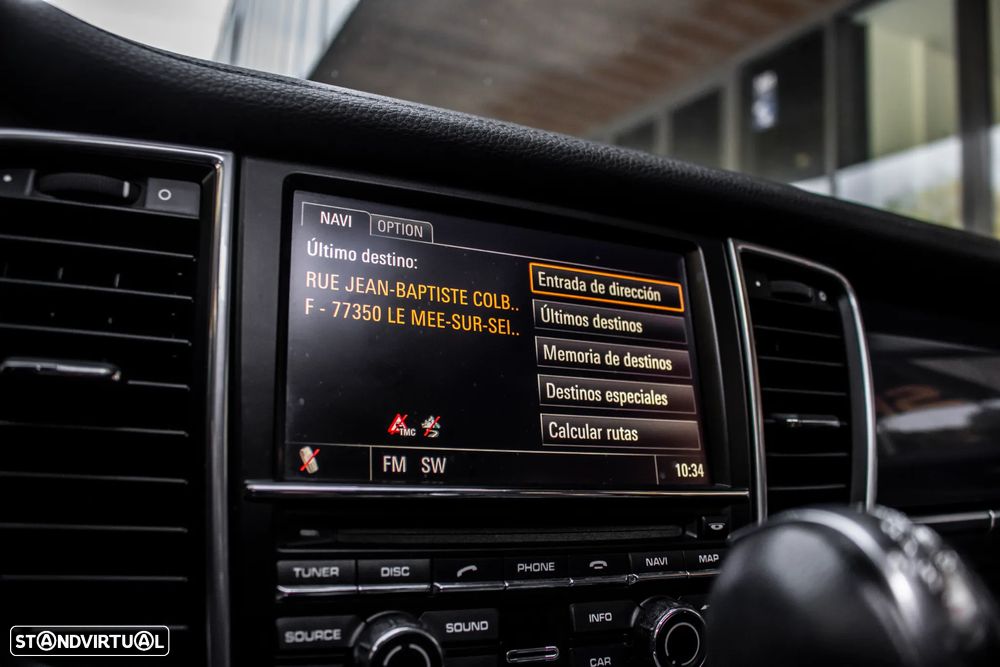 NAVI OPTION
Último destino:
RUE JEAN-BAPTISTE COLB..
F - 77350 LE MEE-SUR-SEI..
Entrada de dirección
Últimos destinos
Memoria de destinos
Destinos especiales
Calcular rutas
TMC
FM SW
10:34
TUNER DISC PHONE NAVI MAP
SOURCE SOUND INFO
CAR
STANDVIRTUAL